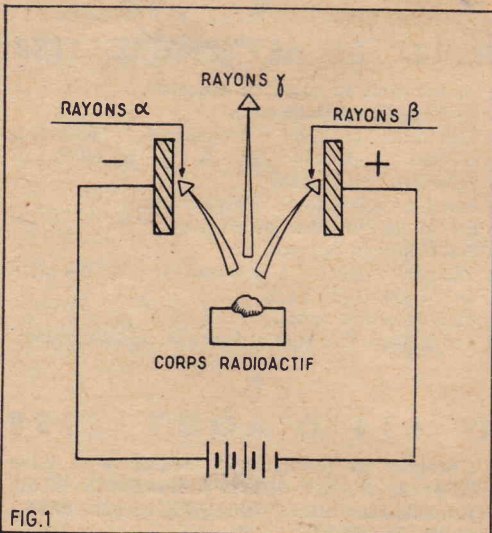 RAYONS γ
RAYONS α
RAYONS β
−
+
CORPS RADIOACTIF
FIG.1